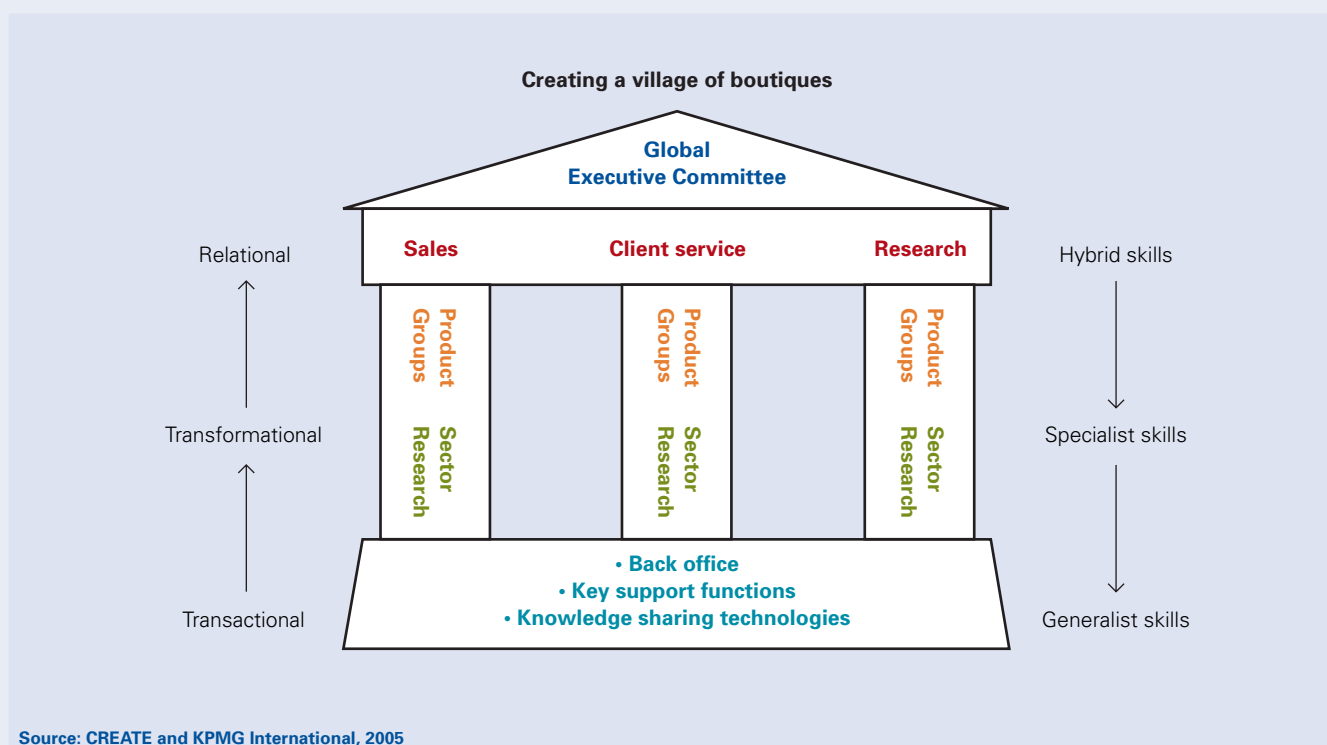 Creating a village of boutiques
Global
Executive Committee
Sales
Client service
Research
Relational
Hybrid skills
Product
Groups
Product
Groups
Product
Groups
Transformational
Specialist skills
Sector
Research
Sector
Research
Sector
Research
• Back office
• Key support functions
• Knowledge sharing technologies
Transactional
Generalist skills
Source: CREATE and KPMG International, 2005